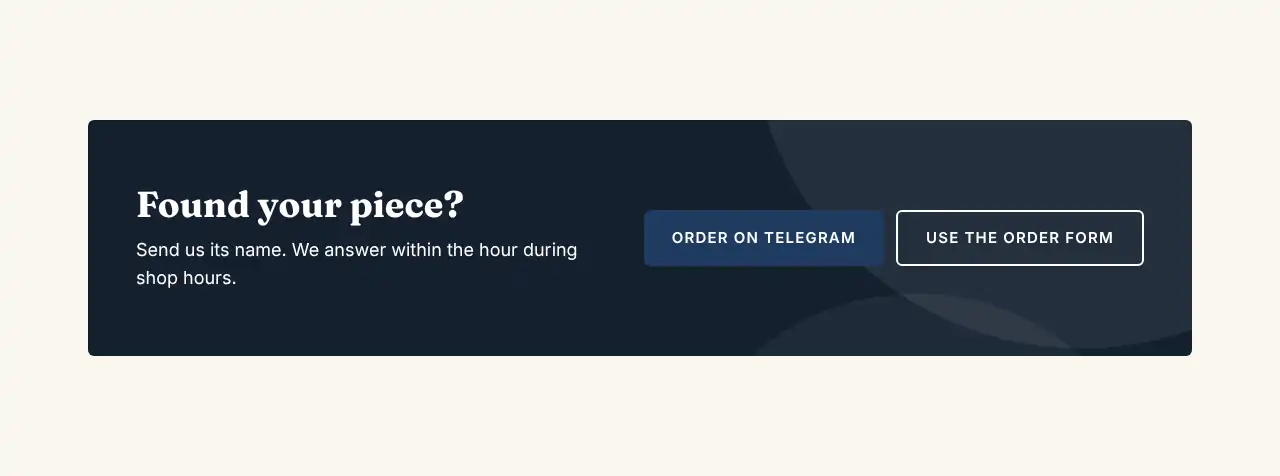 Found your piece?
Send us its name. We answer within the hour during
shop hours.
ORDER ON TELEGRAM
USE THE ORDER FORM